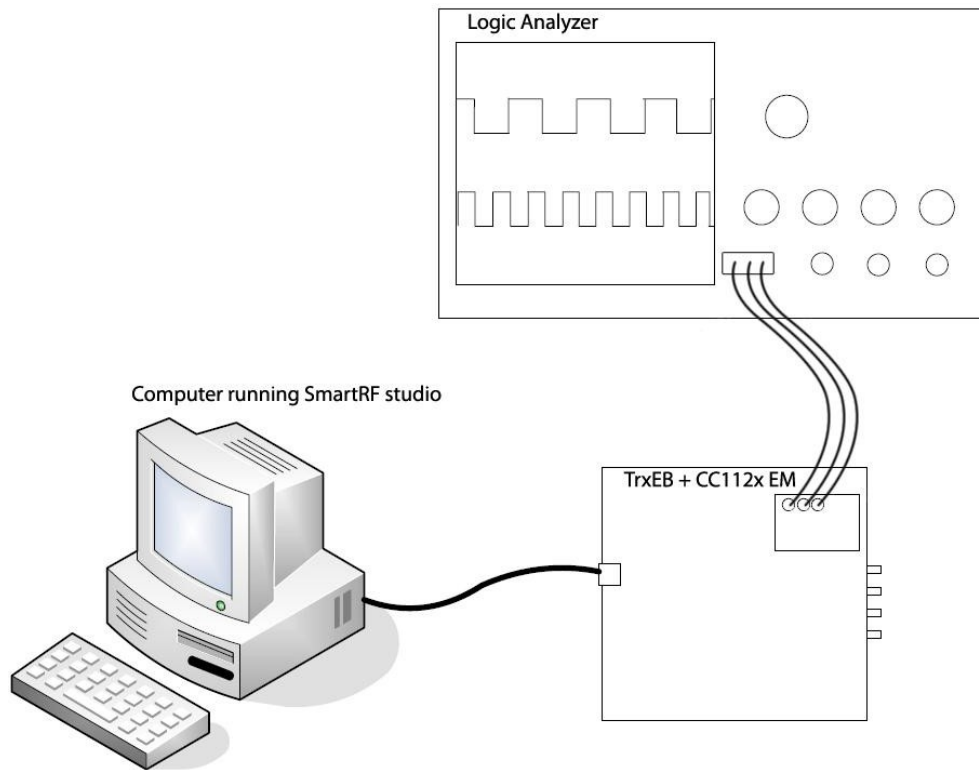 Logic Analyzer
Computer running SmartRF studio
TrxEB + CC112x EM